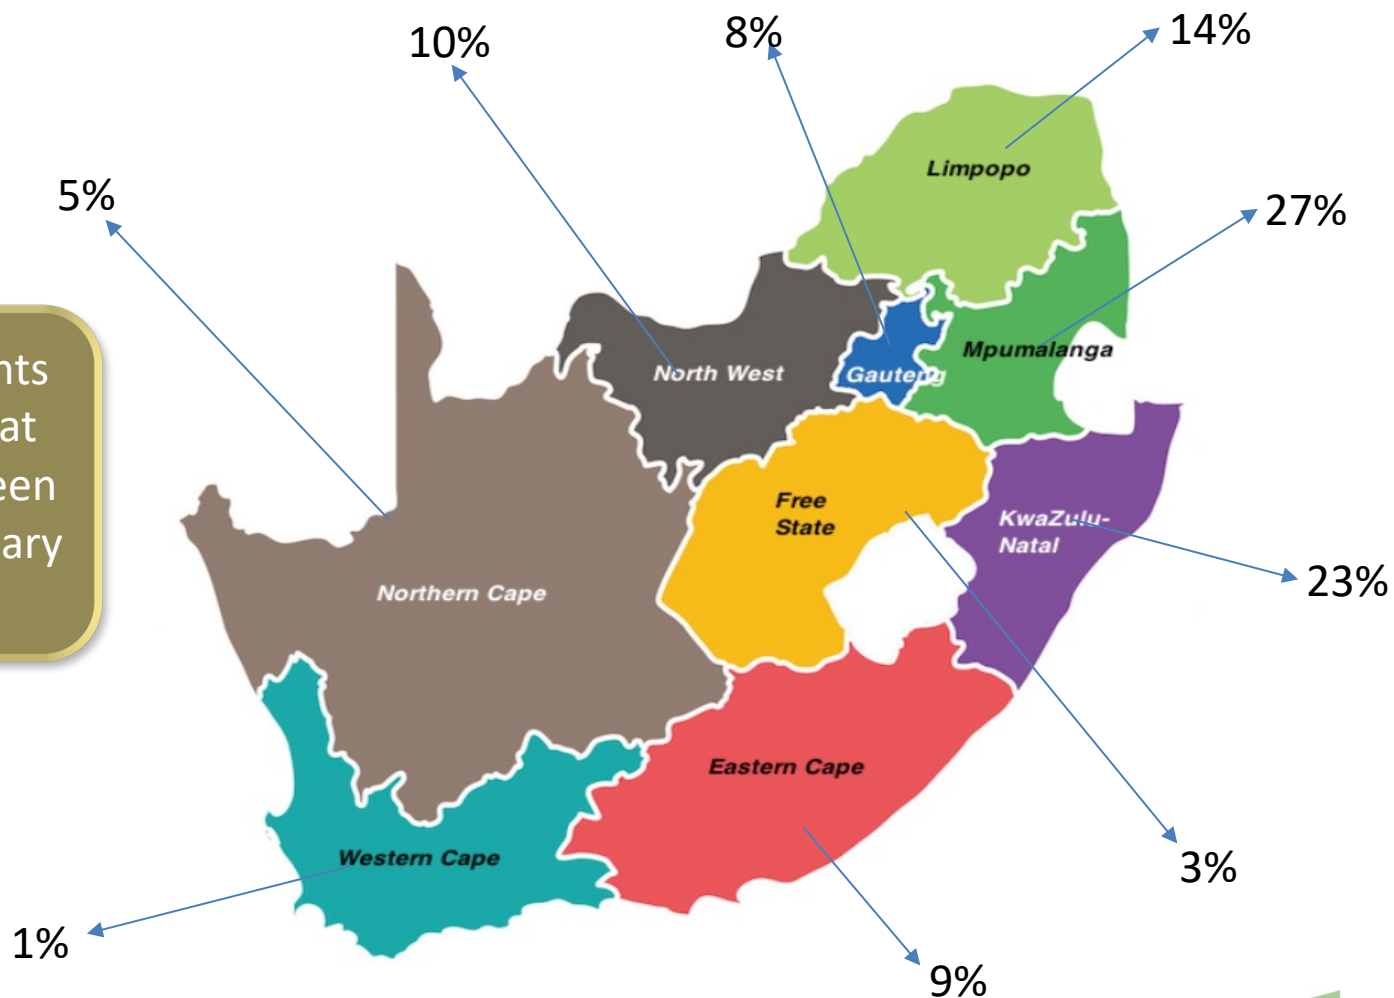 10%
8%
14%
5%
27%
Limpopo
nts
at
een
ary
North West
Gauteng
Mpumalanga
Free
State
KwaZulu-
Natal
23%
Northern Cape
Eastern Cape
Western Cape
3%
1%
9%